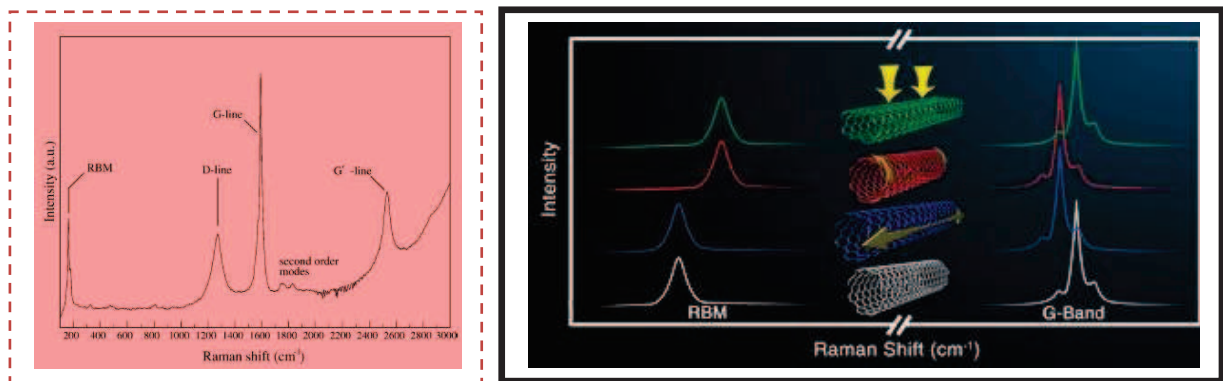 RBM
D-line
G-line
G' -line
second order
modes
Intensity (a.u.)
200 400 600 800 1000 1200 1400 1600 1800 2000 2200 2400 2600 2800 3000
Raman shift (cm⁻¹)
Intensity
RBM
G-Band
Raman Shift (cm⁻¹)